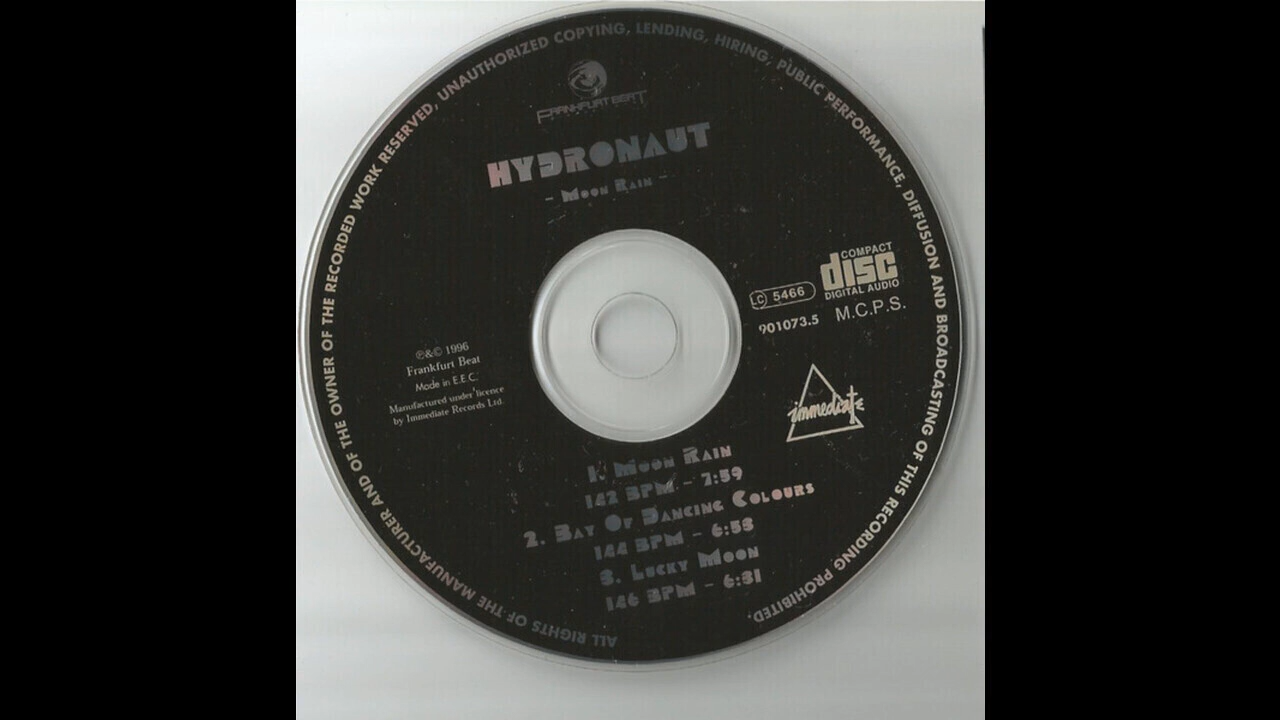 ALL RIGHTS OF THE MANUFACTURER AND OF THE OWNER OF THE RECORDED WORK RESERVED, UNAUTHORIZED COPYING, LENDING, HIRING, PUBLIC PERFORMANCE, DIFFUSION AND BROADCASTING OF THIS RECORDING PROHIBITED.
FRANKFURT BEAT
HYDRONAUT
- Moon Rain -
COMPACT
disc
DIGITAL AUDIO
LC 5466
901073.5 M.C.P.S.
℗&© 1996
Frankfurt Beat
Made in E.E.C.
Manufactured under licence
by Immediate Records Ltd.
immediate
1. Moon Rain
142 BPM - 7:59
2. Bay Of Dancing Colours
144 BPM - 6:58
3. Lucky Moon
146 BPM - 6:31